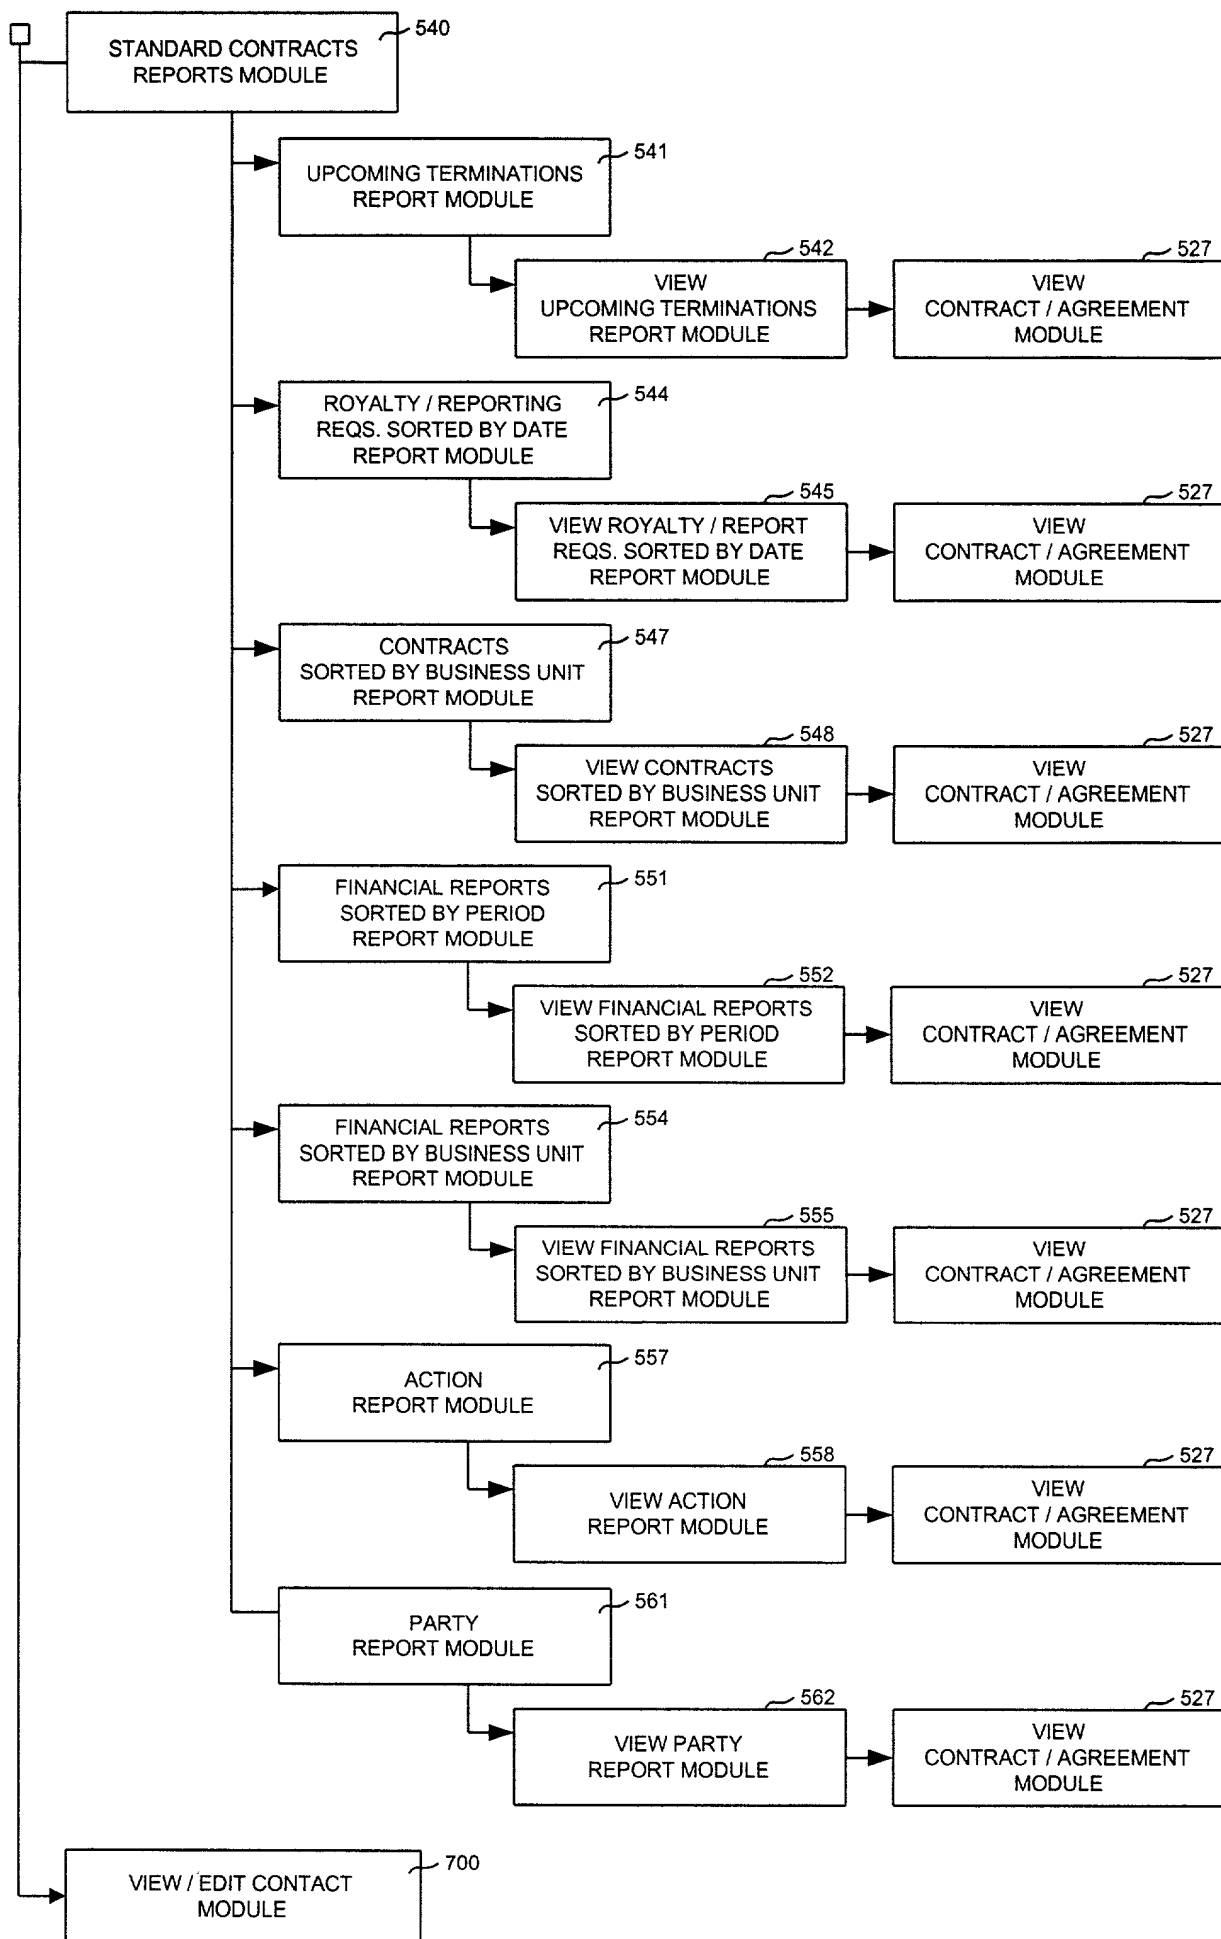 540
STANDARD CONTRACTS
REPORTS MODULE
541
UPCOMING TERMINATIONS
REPORT MODULE
542
VIEW
UPCOMING TERMINATIONS
REPORT MODULE
527
VIEW
CONTRACT / AGREEMENT
MODULE
544
ROYALTY / REPORTING
REQS. SORTED BY DATE
REPORT MODULE
545
VIEW ROYALTY / REPORT
REQS. SORTED BY DATE
REPORT MODULE
527
VIEW
CONTRACT / AGREEMENT
MODULE
547
CONTRACTS
SORTED BY BUSINESS UNIT
REPORT MODULE
548
VIEW CONTRACTS
SORTED BY BUSINESS UNIT
REPORT MODULE
527
VIEW
CONTRACT / AGREEMENT
MODULE
551
FINANCIAL REPORTS
SORTED BY PERIOD
REPORT MODULE
552
VIEW FINANCIAL REPORTS
SORTED BY PERIOD
REPORT MODULE
527
VIEW
CONTRACT / AGREEMENT
MODULE
554
FINANCIAL REPORTS
SORTED BY BUSINESS UNIT
REPORT MODULE
555
VIEW FINANCIAL REPORTS
SORTED BY BUSINESS UNIT
REPORT MODULE
527
VIEW
CONTRACT / AGREEMENT
MODULE
557
ACTION
REPORT MODULE
558
VIEW ACTION
REPORT MODULE
527
VIEW
CONTRACT / AGREEMENT
MODULE
561
PARTY
REPORT MODULE
562
VIEW PARTY
REPORT MODULE
527
VIEW
CONTRACT / AGREEMENT
MODULE
700
VIEW / EDIT CONTACT
MODULE